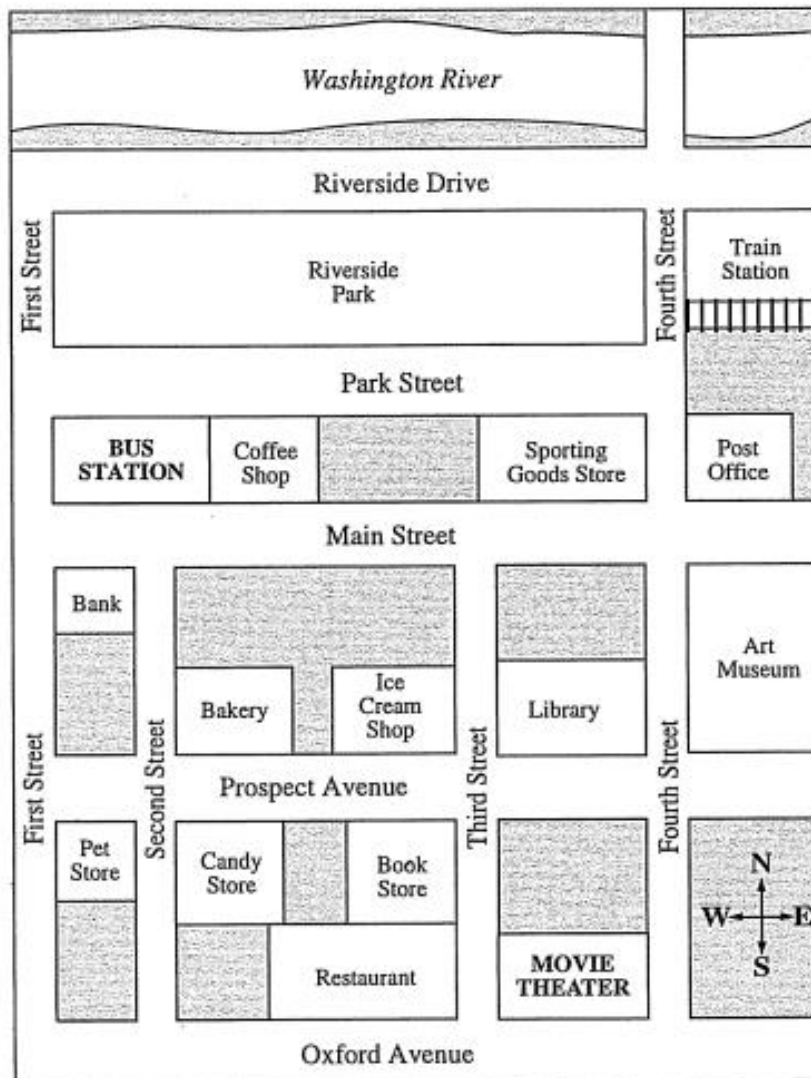 Washington River
Riverside Drive
First Street
Riverside
Park
Fourth Street
Train
Station
Park Street
BUS
STATION
Coffee
Shop
Sporting
Goods Store
Post
Office
Main Street
Bank
Art
Museum
Bakery
Ice
Cream
Shop
Library
First Street
Second Street
Prospect Avenue
Third Street
Fourth Street
Pet
Store
Candy
Store
Book
Store
N
W
E
S
Restaurant
MOVIE
THEATER
Oxford Avenue